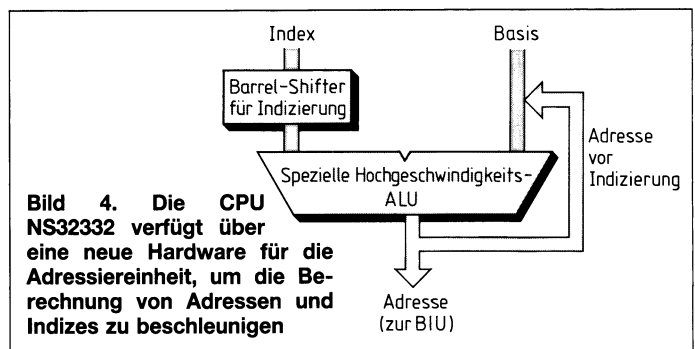 Index
Basis
Barrel-Shifter
für Indizierung
Adresse
vor
Indizierung
Spezielle Hochgeschwindigkeits-
ALU
Bild 4. Die CPU
NS32332 verfügt über
eine neue Hardware für die
Adressiereinheit, um die Be-
rechnung von Adressen und
Indizes zu beschleunigen
Adresse
(zur BIU)